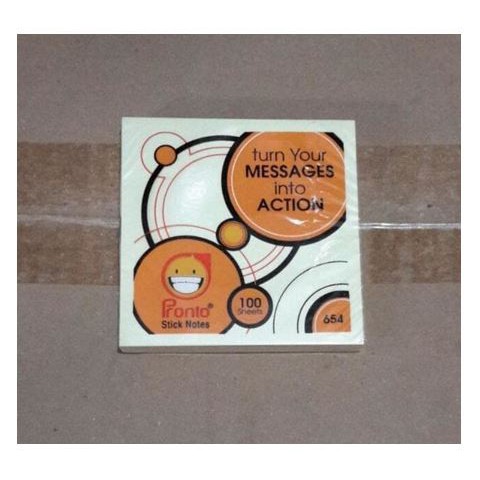 turn Your
MESSAGES
into
ACTION
Pronto®
Stick Notes
100
Sheets
654